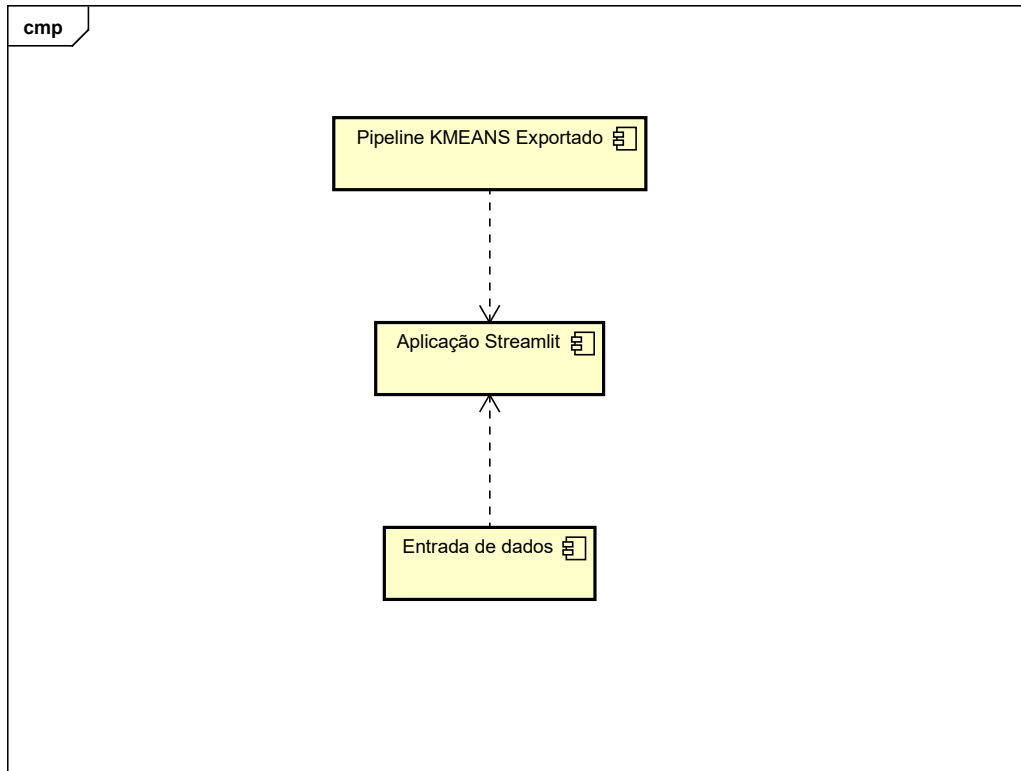 cmp
Pipeline KMEANS Exportado
Aplicação Streamlit
Entrada de dados